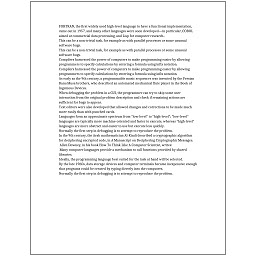 FORTRAN, the first widely used high-level language to have a functional implementation,
came out in 1957, and many other languages were soon developed—in particular, COBOL
aimed at commercial data processing, and Lisp for computer research.
This can be a non-trivial task, for example as with parallel processes or some unusual
software bugs.
This can be a non-trivial task, for example as with parallel processes or some unusual
software bugs.
Compilers harnessed the power of computers to make programming easier by allowing
programmers to specify calculations by entering a formula using infix notation.
Compilers harnessed the power of computers to make programming easier by allowing
programmers to specify calculations by entering a formula using infix notation.
As early as the 9th century, a programmable music sequencer was invented by the Persian
Banu Musa brothers, who described an automated mechanical flute player in the Book of
Ingenious Devices.
When debugging the problem in a GUI, the programmer can try to skip some user
interaction from the original problem description and check if remaining actions are
sufficient for bugs to appear.
Text editors were also developed that allowed changes and corrections to be made much
more easily than with punched cards.
Languages form an approximate spectrum from "low-level" to "high-level"; "low-level"
languages are typically more machine-oriented and faster to execute, whereas "high-level"
languages are more abstract and easier to use but execute less quickly.
Normally the first step in debugging is to attempt to reproduce the problem.
In the 9th century, the Arab mathematician Al-Kindi described a cryptographic algorithm
for deciphering encrypted code, in A Manuscript on Deciphering Cryptographic Messages.
Allen Downey, in his book How To Think Like A Computer Scientist, writes:
Many computer languages provide a mechanism to call functions provided by shared
libraries.
Ideally, the programming language best suited for the task at hand will be selected.
By the late 1960s, data storage devices and computer terminals became inexpensive enough
that programs could be created by typing directly into the computers.
Normally the first step in debugging is to attempt to reproduce the problem.